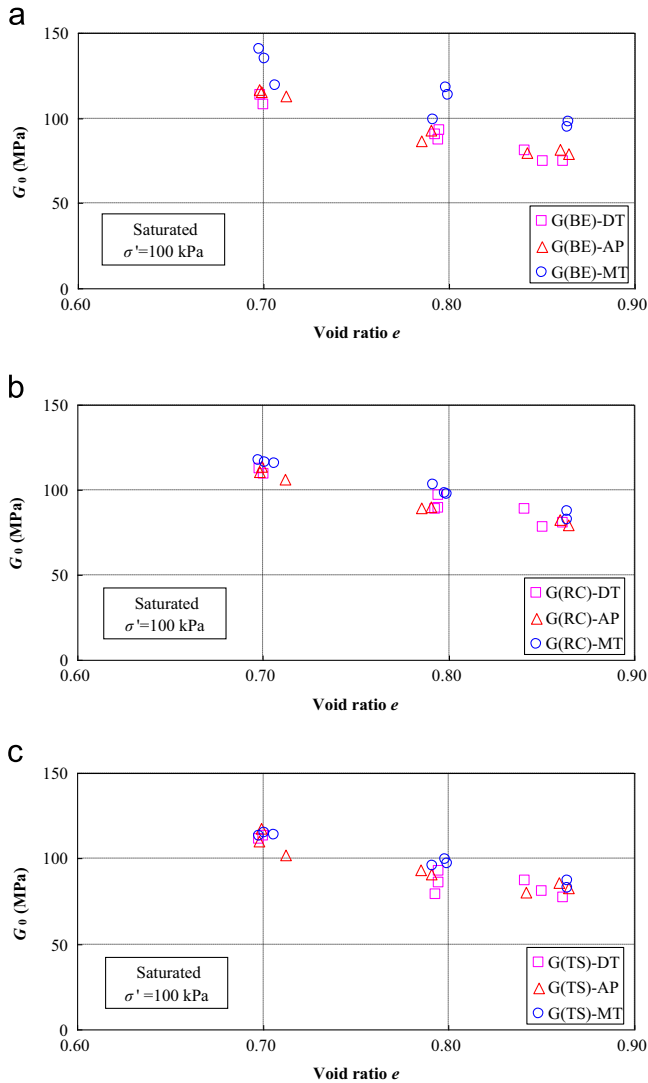 a
150
100
50
0
G₀ (MPa)
Saturated
σ'=100 kPa
G(BE)-DT
G(BE)-AP
G(BE)-MT
0.60
0.70
0.80
0.90
Void ratio e
b
150
100
50
0
G₀ (MPa)
Saturated
σ'=100 kPa
G(RC)-DT
G(RC)-AP
G(RC)-MT
0.60
0.70
0.80
0.90
Void ratio e
c
150
100
50
0
G₀ (MPa)
Saturated
σ'=100 kPa
G(TS)-DT
G(TS)-AP
G(TS)-MT
0.60
0.70
0.80
0.90
Void ratio e